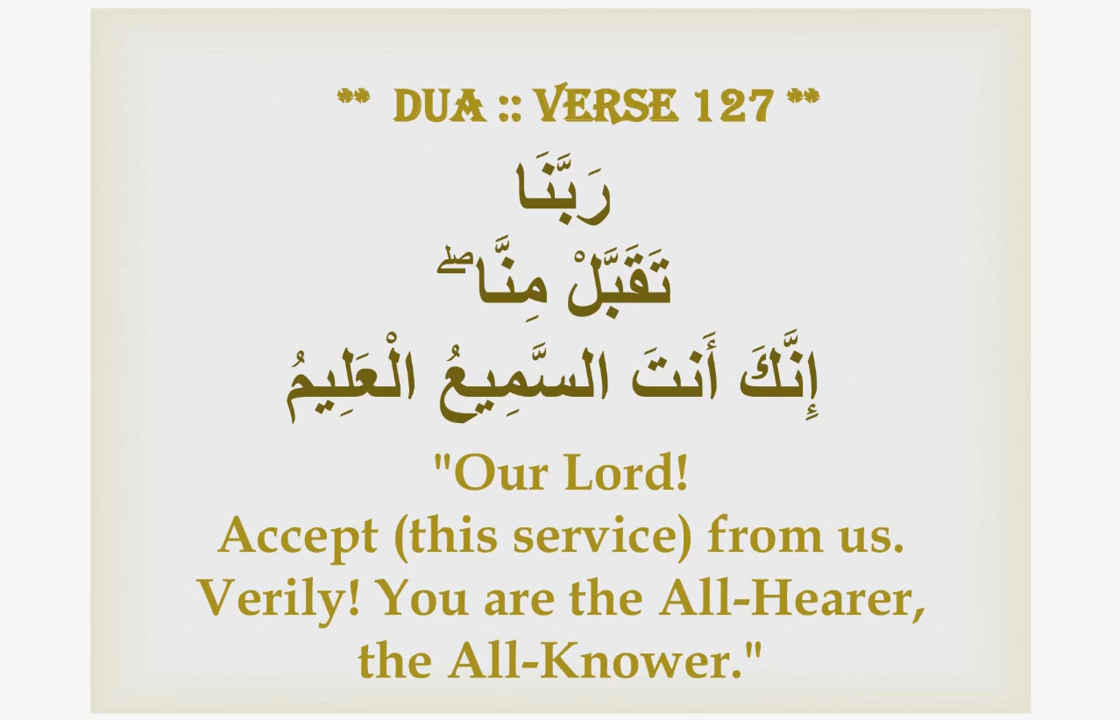 ** DUA :: VERSE 127 **
رَبَّنَا
تَقَبَّلْ مِنَّا ۖ
إِنَّكَ أَنتَ السَّمِيعُ الْعَلِيمُ
"Our Lord!
Accept (this service) from us.
Verily! You are the All-Hearer,
the All-Knower."